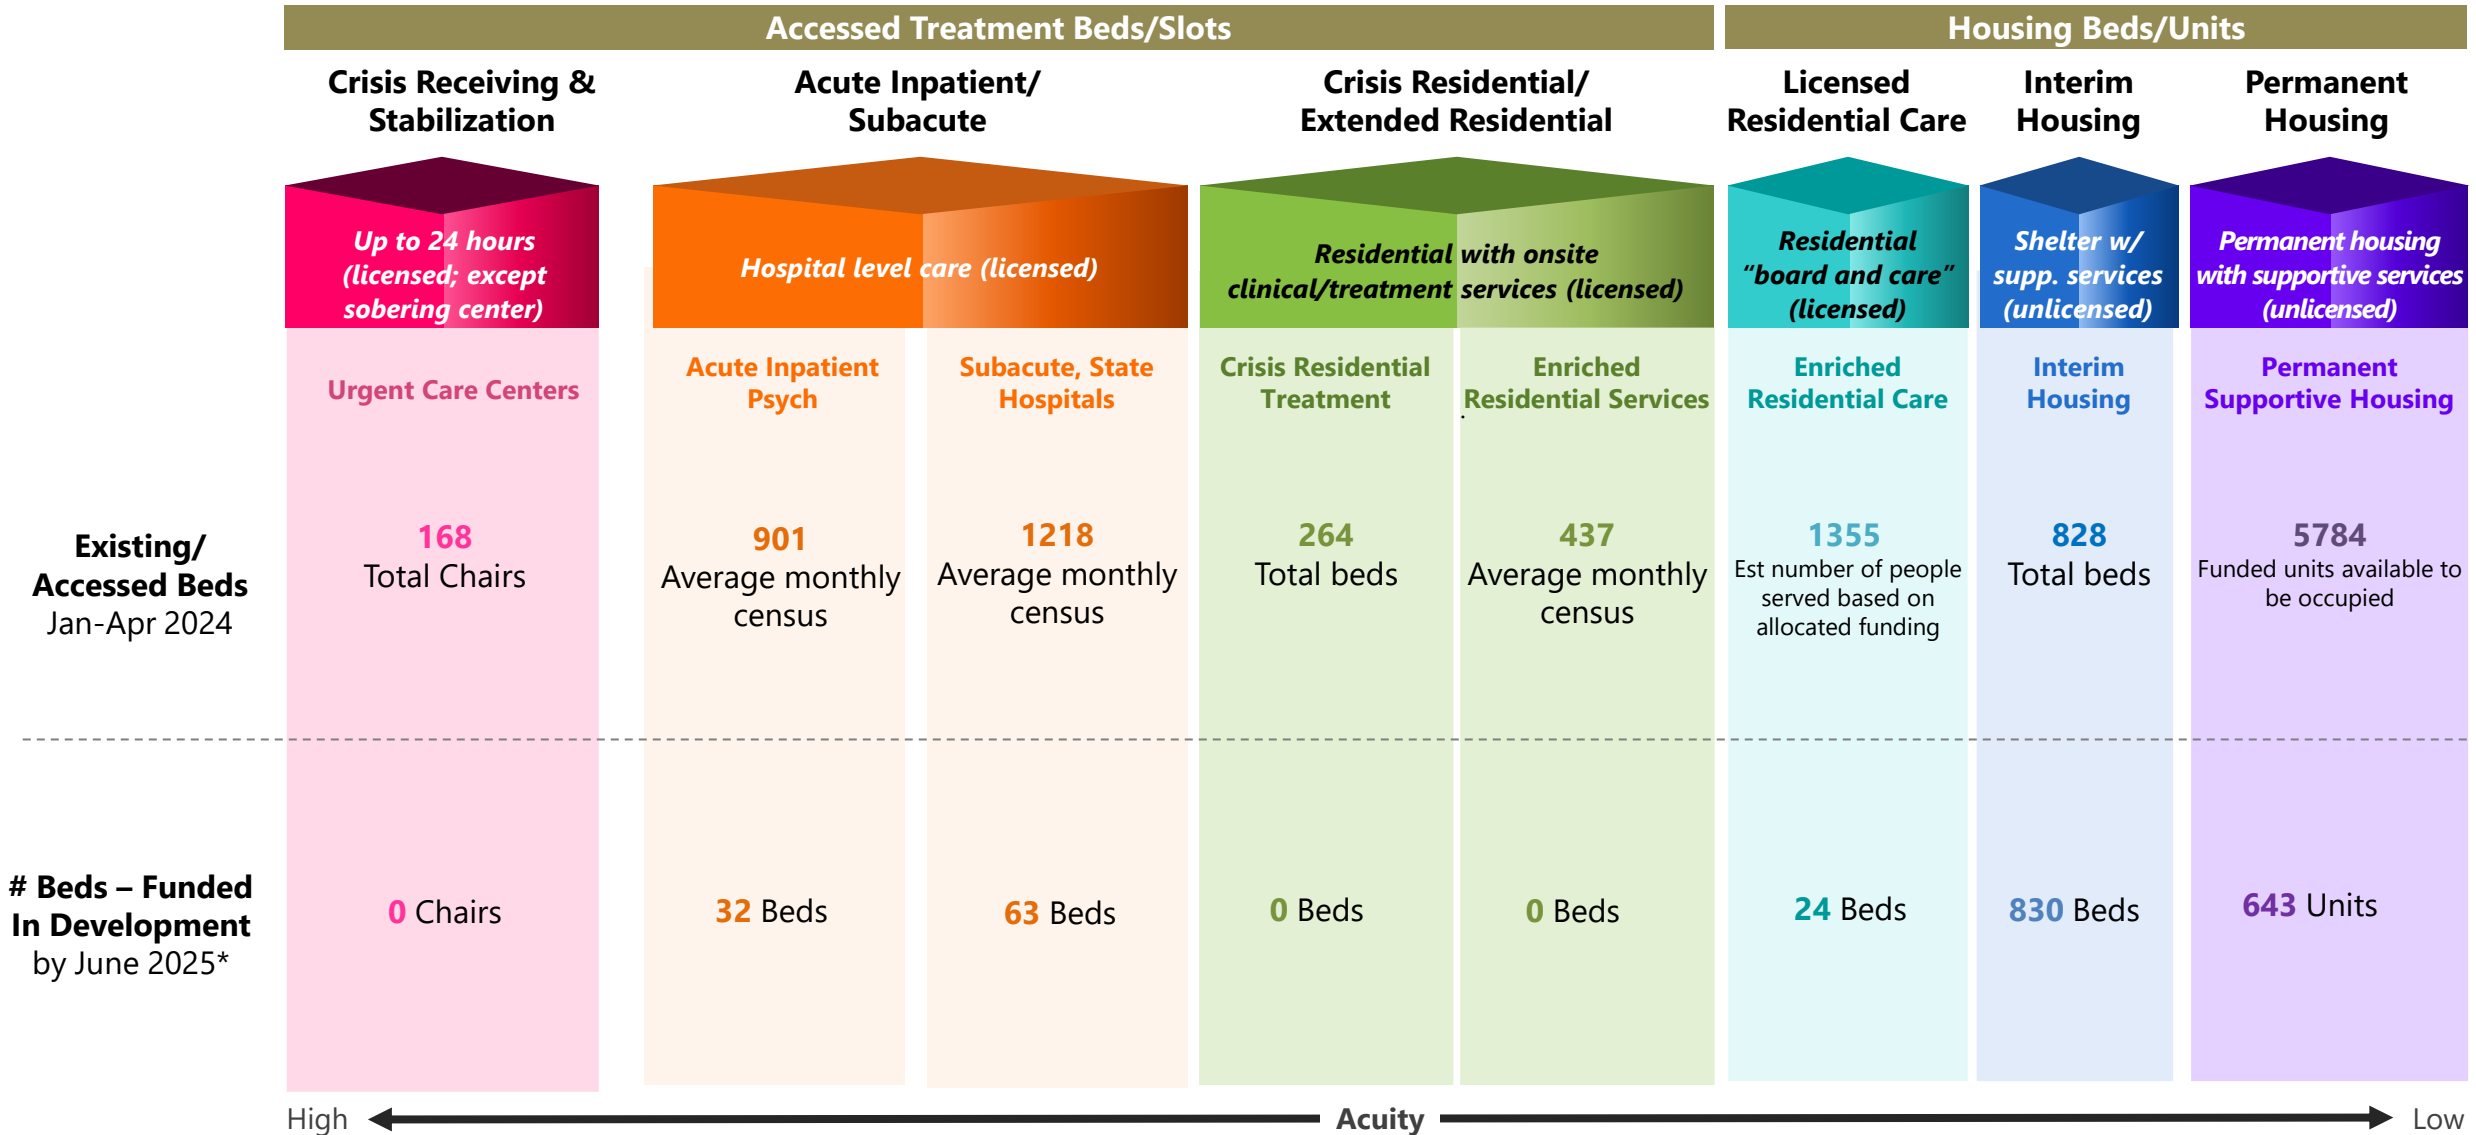 Accessed Treatment Beds/Slots
Housing Beds/Units
Crisis Receiving &
Stabilization
Acute Inpatient/
Subacute
Crisis Residential/
Extended Residential
Licensed
Residential Care
Interim
Housing
Permanent
Housing
Up to 24 hours
(licensed; except
sobering center)
Hospital level care (licensed)
Residential with onsite
clinical/treatment services (licensed)
Residential
“board and care”
(licensed)
Shelter w/
supp. services
(unlicensed)
Permanent housing
with supportive services
(unlicensed)
Urgent Care Centers
Acute Inpatient
Psych
Subacute, State
Hospitals
Crisis Residential
Treatment
Enriched
Residential Services
.
Enriched
Residential Care
Interim
Housing
Permanent
Supportive Housing
Existing/
Accessed Beds
Jan-Apr 2024
168
Total Chairs
901
Average monthly
census
1218
Average monthly
census
264
Total beds
437
Average monthly
census
1355
Est number of people
served based on
allocated funding
828
Total beds
5784
Funded units available to
be occupied
# Beds – Funded
In Development
by June 2025*
0 Chairs
32 Beds
63 Beds
0 Beds
0 Beds
24 Beds
830 Beds
643 Units
High
Acuity
Low